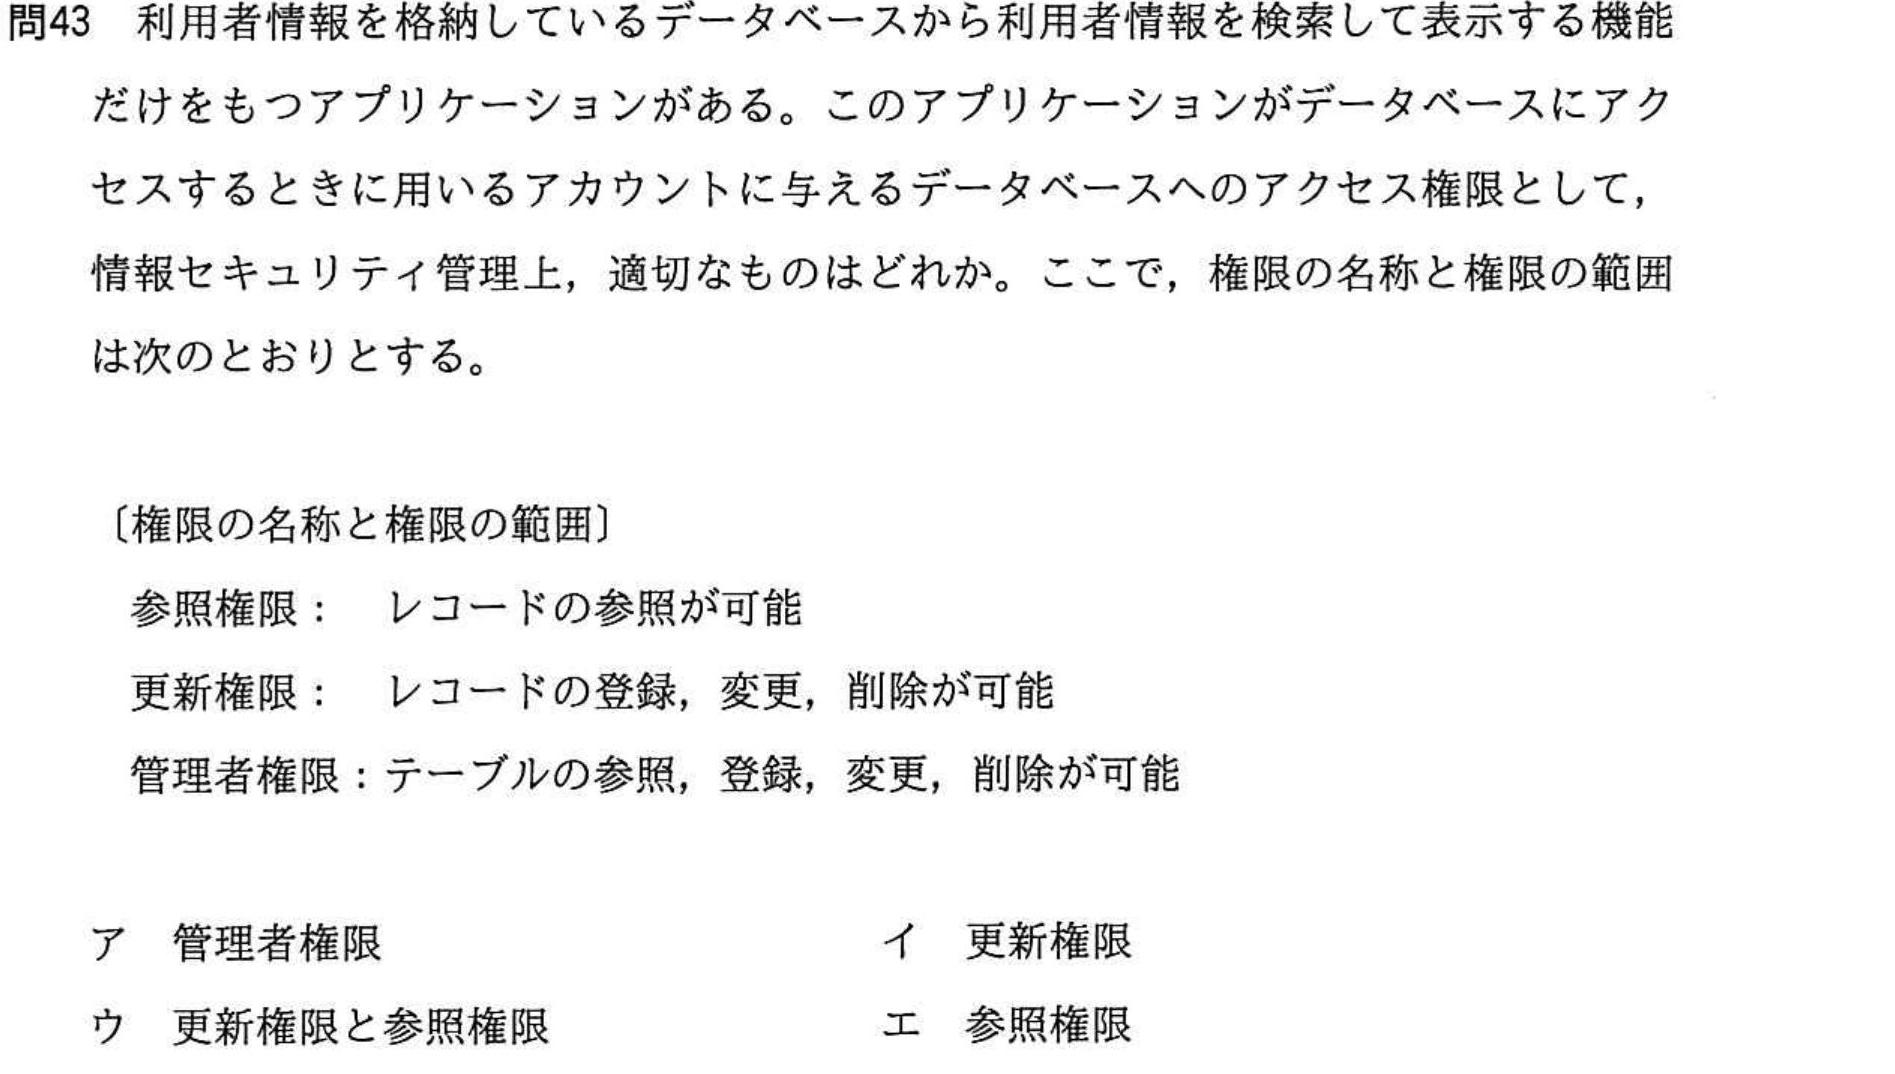 問43　利用者情報を格納しているデータベースから利用者情報を検索して表示する機能
だけをもつアプリケーションがある。このアプリケーションがデータベースにアク
セスするときに用いるアカウントに与えるデータベースへのアクセス権限として，
情報セキュリティ管理上，適切なものはどれか。ここで，権限の名称と権限の範囲
は次のとおりとする。
〔権限の名称と権限の範囲〕
参照権限：　レコードの参照が可能
更新権限：　レコードの登録，変更，削除が可能
管理者権限：テーブルの参照，登録，変更，削除が可能
ア　管理者権限　イ　更新権限
ウ　更新権限と参照権限　エ　参照権限